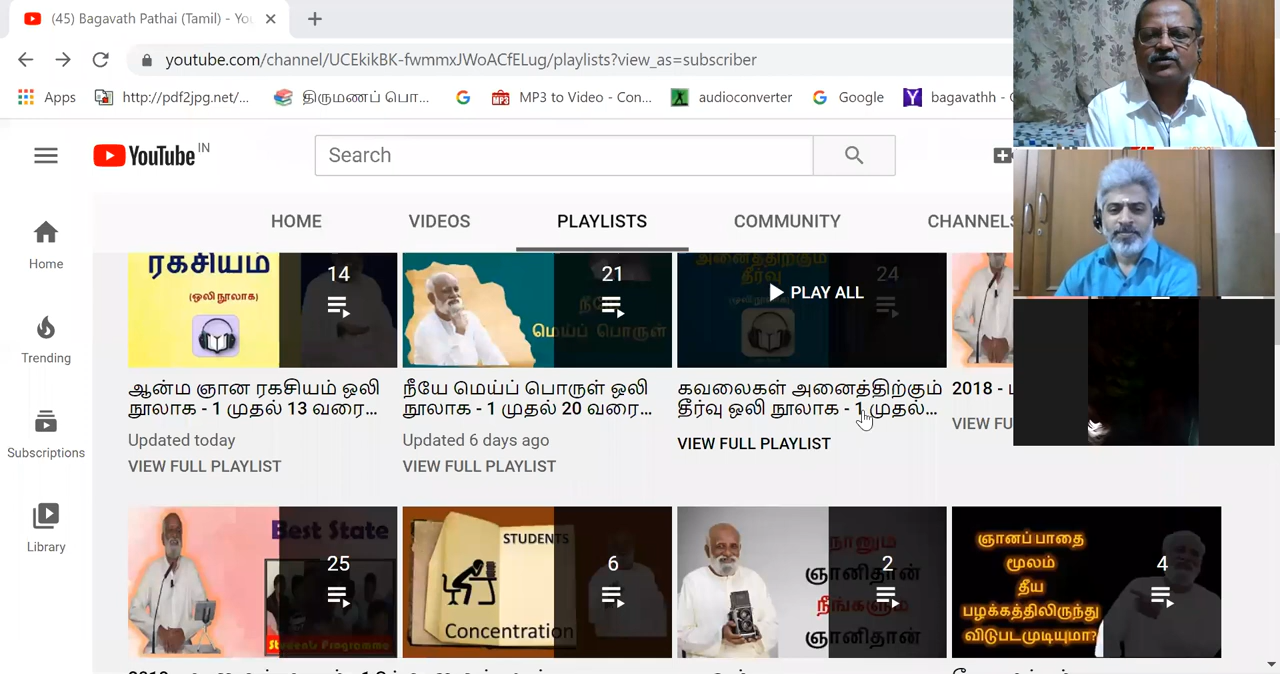 (45) Bagavath Pathai (Tamil) - Yo
youtube.com/channel/UCEkikBK-fwmmxJWoACfELug/playlists?view_as=subscriber
Apps http://pdf2jpg.net/... திருமணப் பொ... MP3 to Video - Con... audioconverter Google bagavathh -
YouTube IN
Search
HOME VIDEOS PLAYLISTS COMMUNITY CHANNELS
Home
Trending
Subscriptions
Library
ரகசியம்
(ஒலி நூலாக)
14
21
மெய்ப் பொருள்
அனைத்திற்கும்
தீர்வு
(ஒலி நூலாக)
24
PLAY ALL
ஆன்ம ஞான ரகசியம் ஒலி
நூலாக - 1 முதல் 13 வரை...
Updated today
VIEW FULL PLAYLIST
நீயே மெய்ப் பொருள் ஒலி
நூலாக - 1 முதல் 20 வரை...
Updated 6 days ago
VIEW FULL PLAYLIST
கவலைகள் அனைத்திற்கும்
தீர்வு ஒலி நூலாக - 1 முதல்...
VIEW FULL PLAYLIST
2018 -
VIEW FU
Best State
25
Students Programme
STUDENTS
6
Concentration
நானும்
ஞானிதான்
நீங்களும்
ஞானிதான்
2
ஞானப் பாதை
மூலம்
தீய
பழக்கத்திலிருந்து
விடுபடமுடியுமா?
4